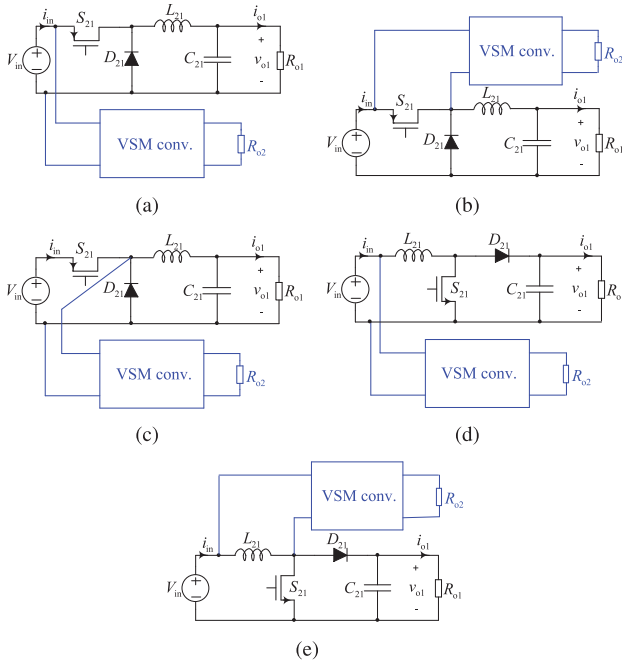 i_in S_21 L_21 i_o1
V_in D_21 C_21 + v_o1 - R_o1
VSM conv. R_o2
(a)
VSM conv. R_o2
i_in S_21 L_21 i_o1
V_in D_21 C_21 + v_o1 - R_o1
(b)
i_in S_21 L_21 i_o1
V_in D_21 C_21 + v_o1 - R_o1
VSM conv. R_o2
(c)
i_in L_21 D_21 i_o1
V_in S_21 C_21 + v_o1 - R_o
VSM conv. R_o2
(d)
VSM conv. R_o2
i_in L_21 D_21 i_o1
V_in S_21 C_21 + v_o1 - R_o1
(e)